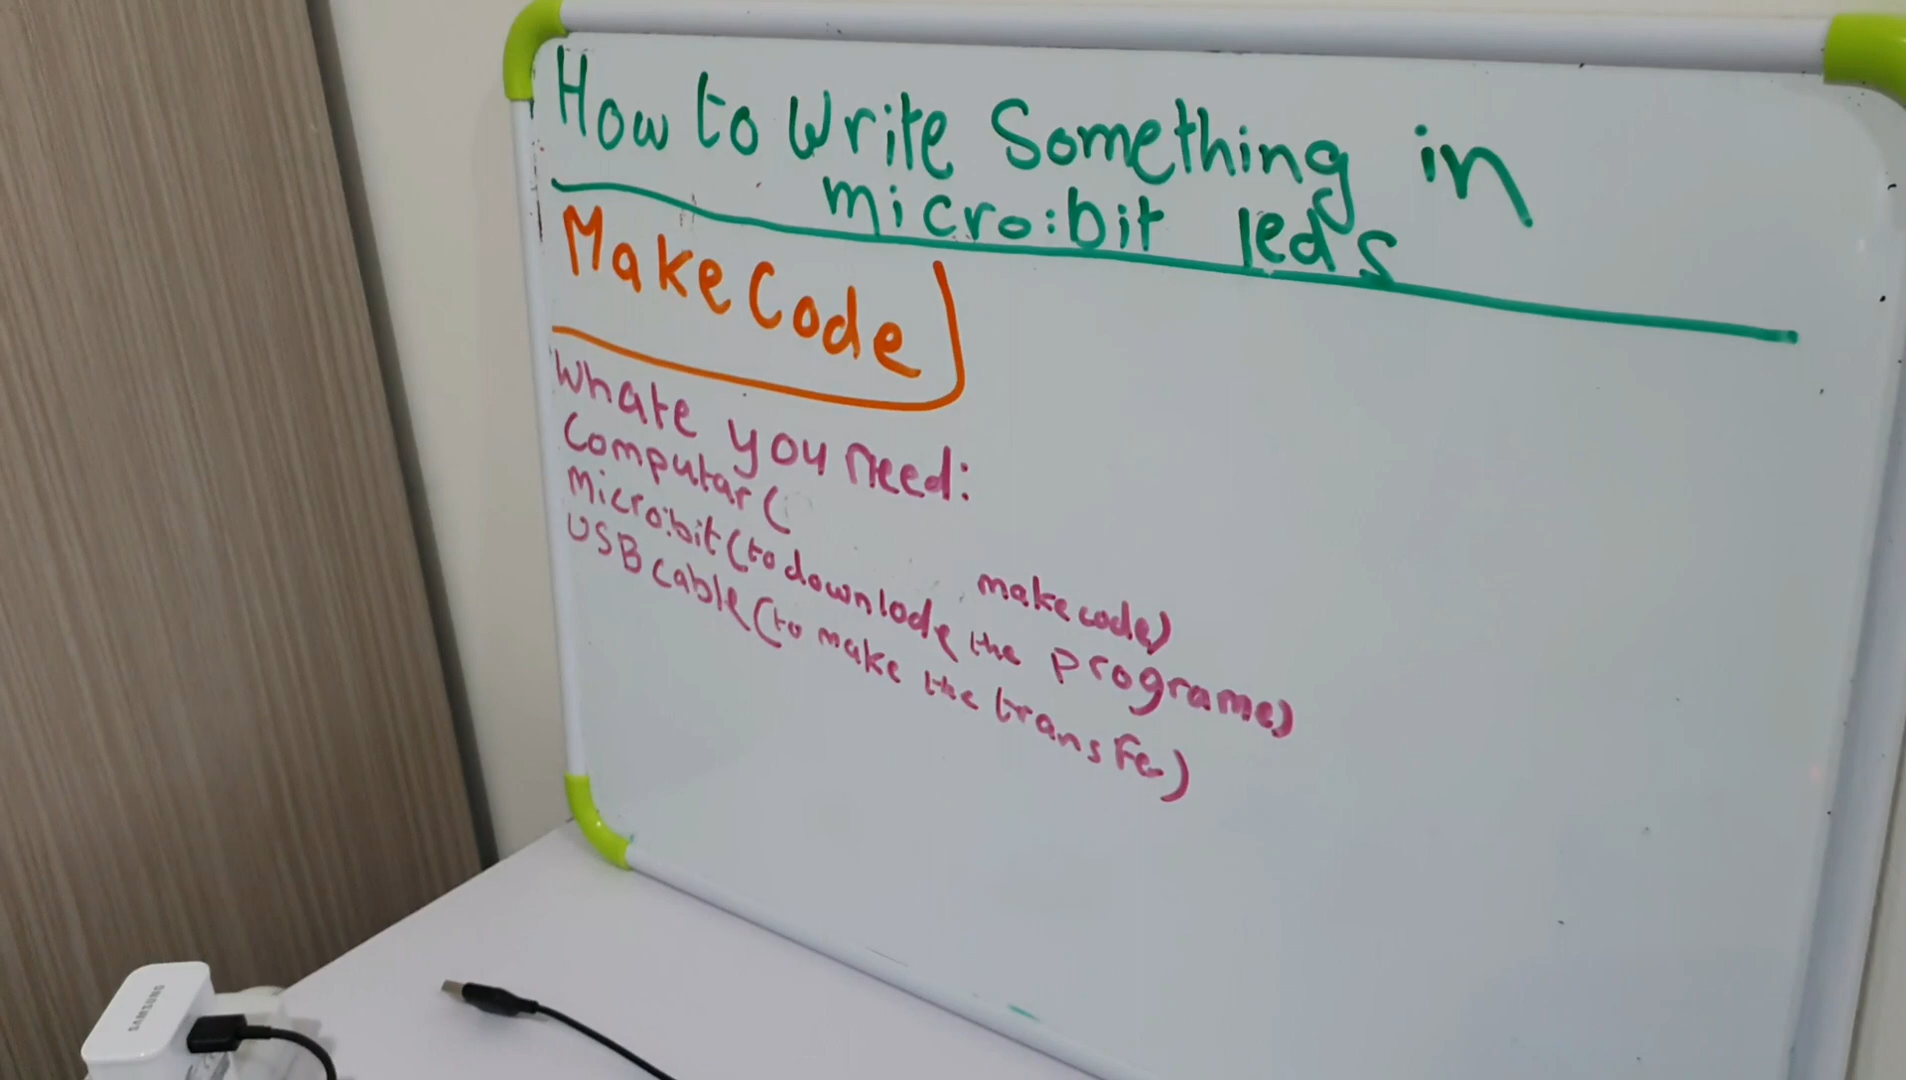 How to Write Something in
micro:bit leds
MakeCode
Whate you need:
Computar (         makecode)
Micro:bit (to downlode the programe)
USB cable (to make the transfer)
SAMSUNG